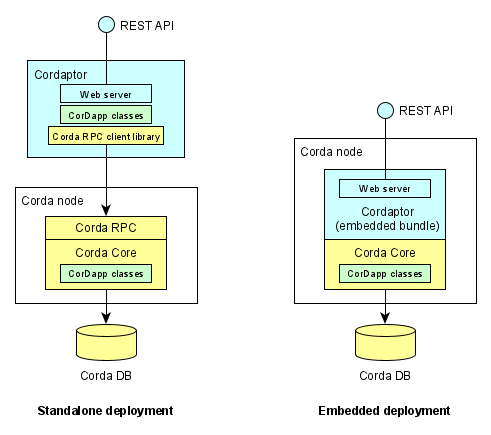 REST API
Cordaptor
Web server
CorDapp classes
Corda RPC client library
Corda node
Corda RPC
Corda Core
CorDapp classes
Corda DB
Standalone deployment
REST API
Corda node
Web server
Cordaptor
(embedded bundle)
Corda Core
CorDapp classes
Corda DB
Embedded deployment